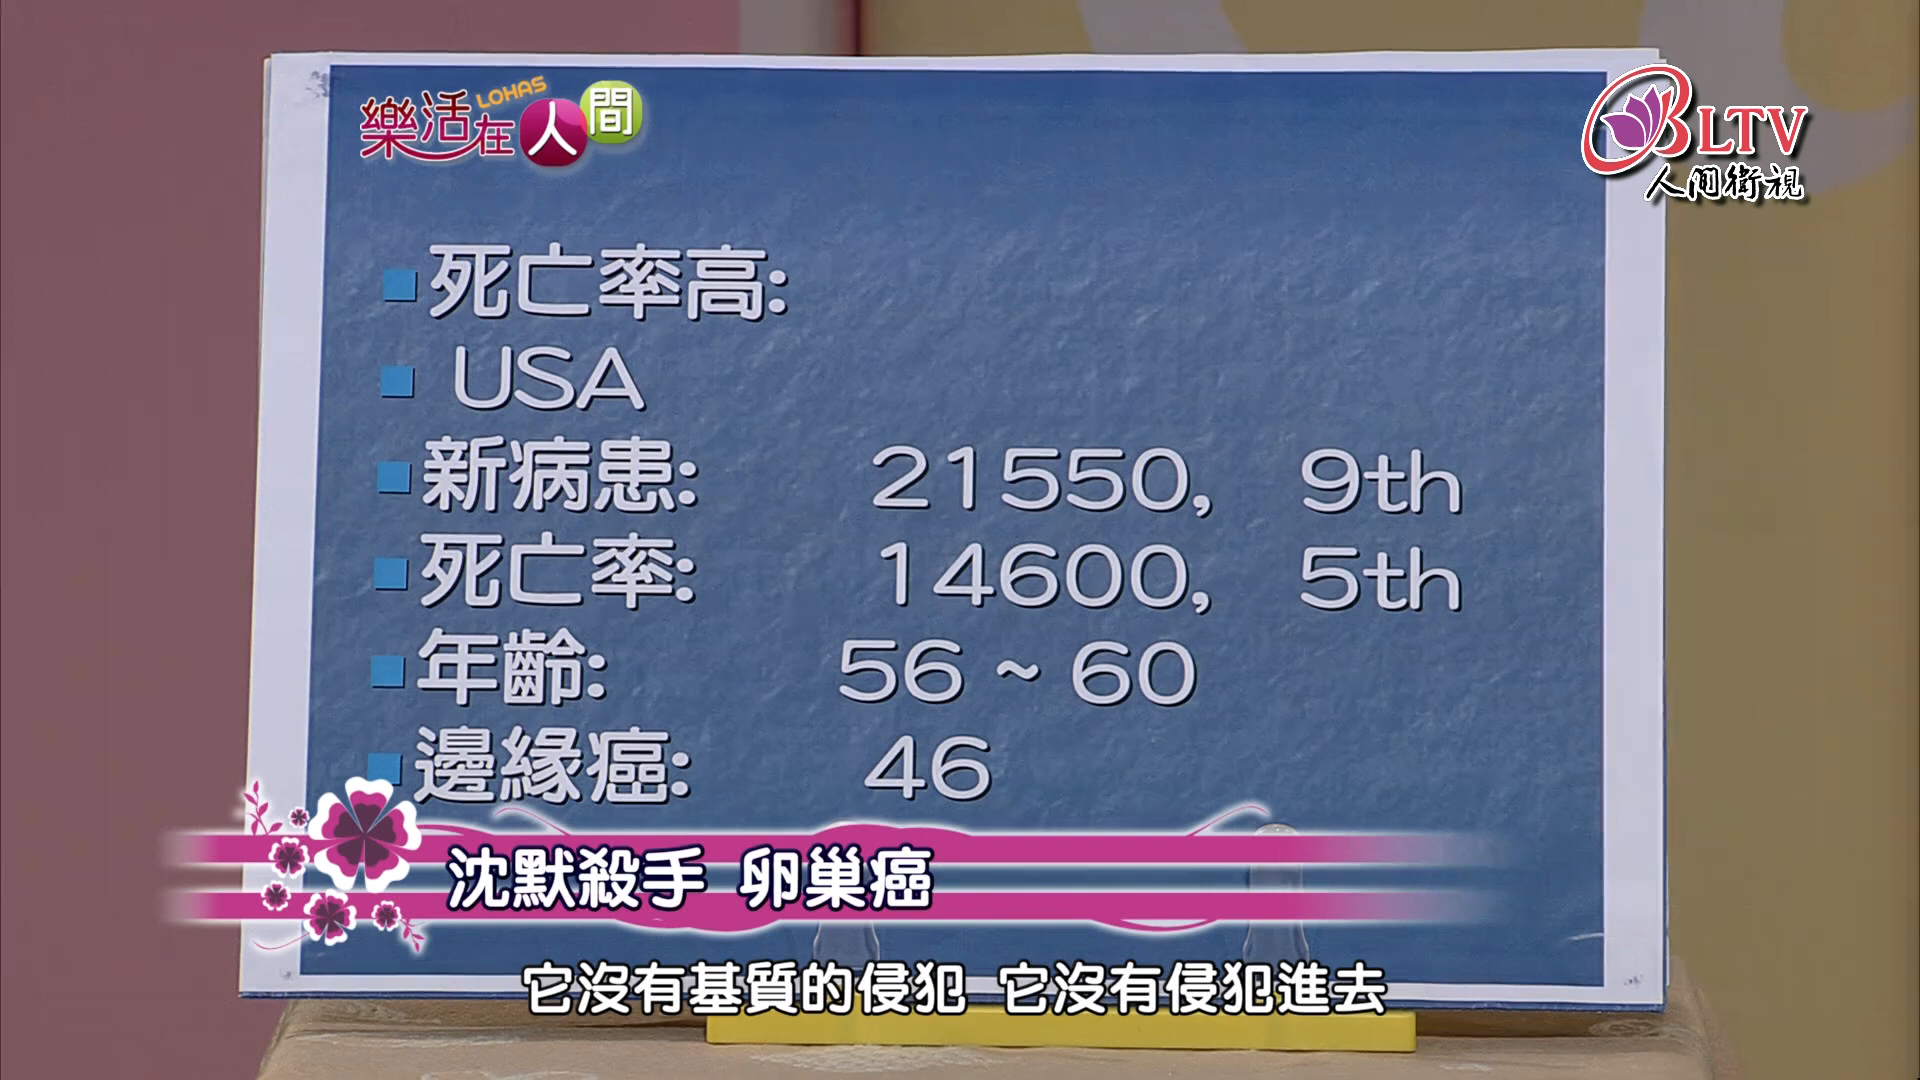 樂活在人間
LOHAS
BLTV
人間衛視
死亡率高:
USA
新病患: 21550, 9th
死亡率: 14600, 5th
年齡: 56 ~ 60
邊緣癌: 46
沈默殺手 卵巢癌
它沒有基質的侵犯 它沒有侵犯進去